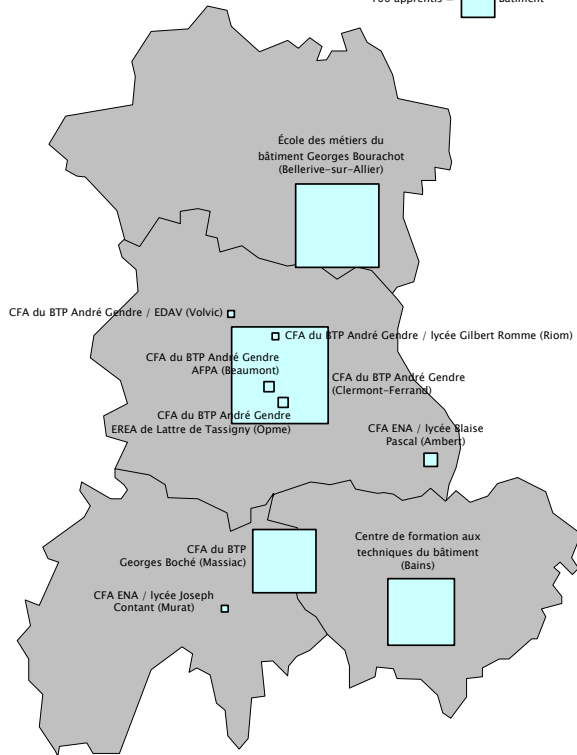 100 apprentis = Bâtiment
École des métiers du
bâtiment Georges Bourachot
(Bellerive-sur-Allier)
CFA du BTP André Gendre / EDAV (Volvic)
CFA du BTP André Gendre / lycée Gilbert Romme (Riom)
CFA du BTP André Gendre
AFPA (Beaumont)
CFA du BTP André Gendre
(Clermont-Ferrand)
CFA du BTP André Gendre
EREA de Lattre de Tassigny (Opme)
CFA ENA / lycée Blaise
Pascal (Ambert)
CFA du BTP
Georges Boché (Massiac)
Centre de formation aux
techniques du bâtiment
(Bains)
CFA ENA / lycée Joseph
Contant (Murat)